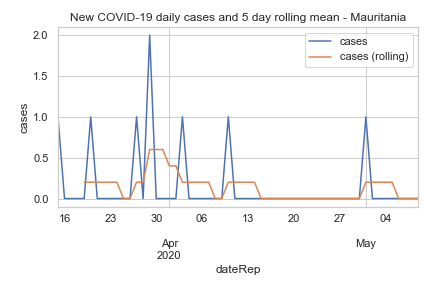 New COVID-19 daily cases and 5 day rolling mean - Mauritania
cases
cases (rolling)
2.0
1.5
1.0
0.5
0.0
cases
16 23 30 06 13 20 27 04
Apr May
2020
dateRep